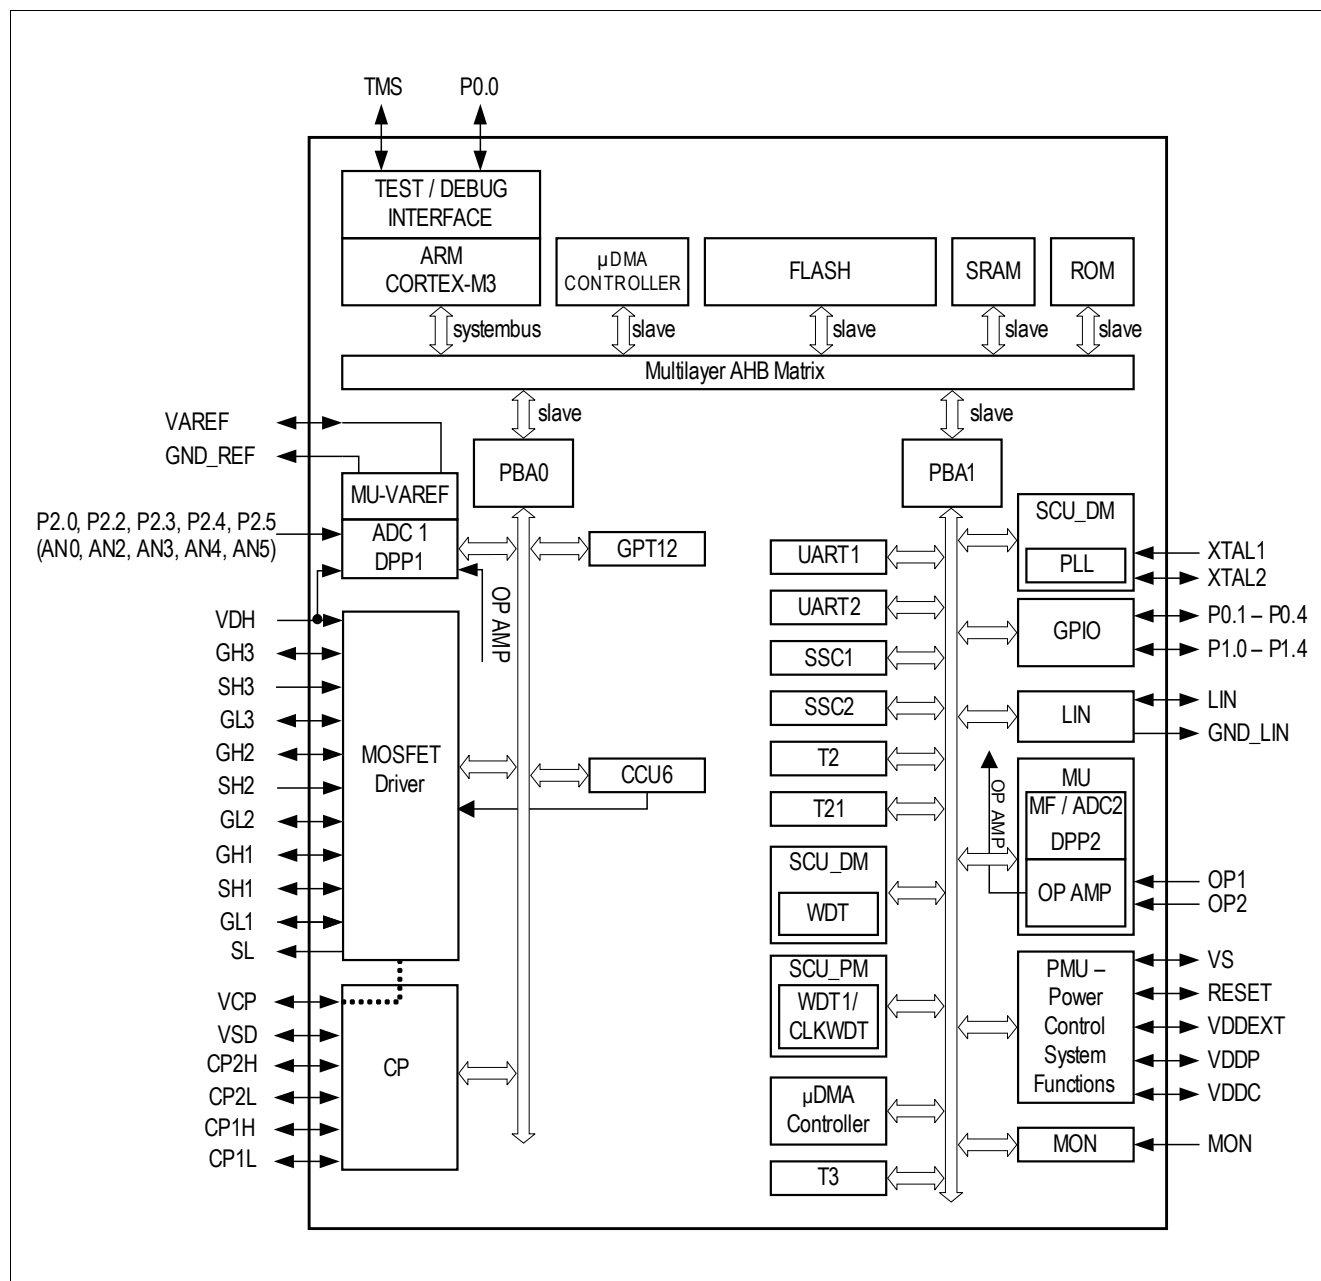 TMS
P0.0
TEST / DEBUG
INTERFACE
ARM
CORTEX-M3
µDMA
CONTROLLER
FLASH
SRAM
ROM
systembus
slave
slave
slave
slave
Multilayer AHB Matrix
slave
slave
PBA0
PBA1
VAREF
GND_REF
P2.0, P2.2, P2.3, P2.4, P2.5
(AN0, AN2, AN3, AN4, AN5)
VDH
GH3
SH3
GL3
GH2
SH2
GL2
GH1
SH1
GL1
SL
VCP
VSD
CP2H
CP2L
CP1H
CP1L
MU-VAREF
ADC 1
DPP1
OP AMP
MOSFET
Driver
CP
GPT12
CCU6
UART1
UART2
SSC1
SSC2
T2
T21
SCU_DM
WDT
SCU_PM
WDT1/
CLKWDT
µDMA
Controller
T3
SCU_DM
PLL
GPIO
LIN
OP AMP
MU
MF / ADC2
DPP2
OP AMP
PMU –
Power
Control
System
Functions
MON
XTAL1
XTAL2
P0.1 – P0.4
P1.0 – P1.4
LIN
GND_LIN
OP1
OP2
VS
RESET
VDDEXT
VDDP
VDDC
MON